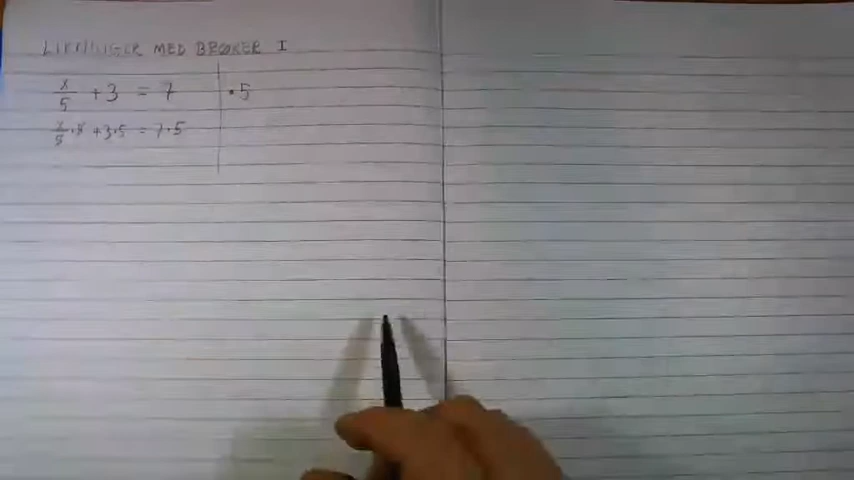 LIKNINGER MED BRØKER I
x/5 + 3 = 7 | • 5
x/5 • 5 + 3 • 5 = 7 • 5